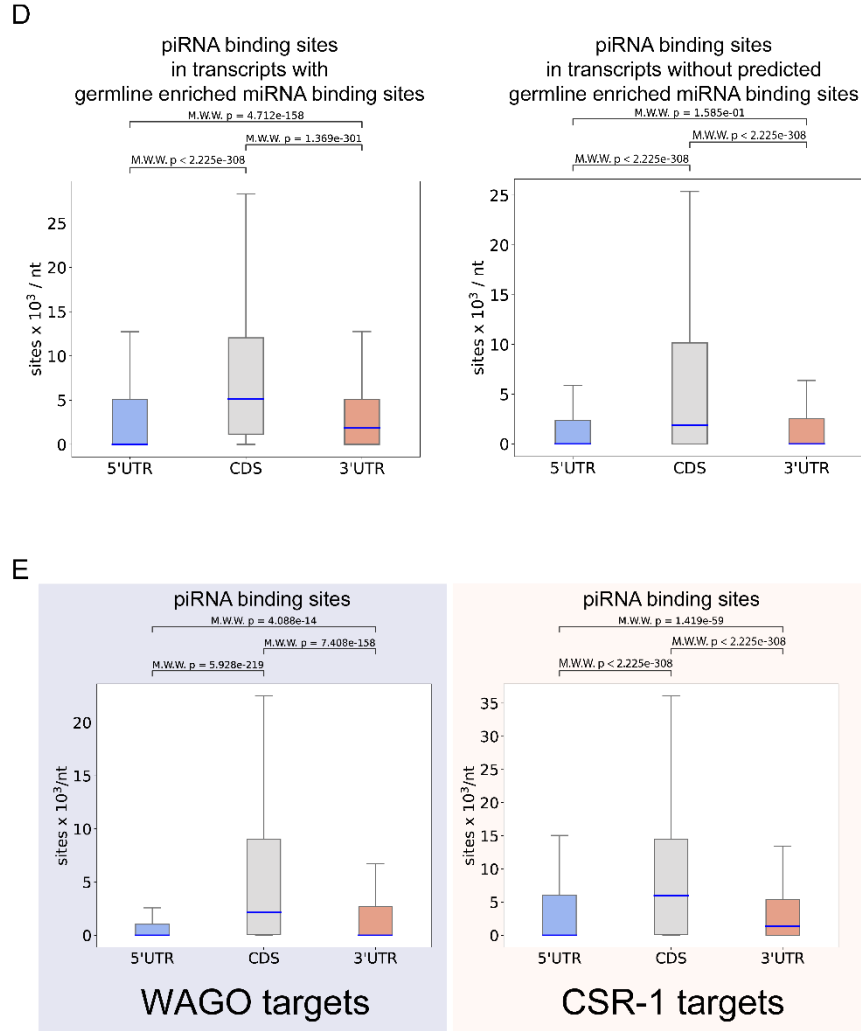 D
piRNA binding sites
in transcripts with
germline enriched miRNA binding sites
M.W.W. p = 4.712e-158
M.W.W. p = 1.369e-301
M.W.W. p < 2.225e-308
25
20
15
10
5
0
sites x 10³ / nt
5'UTR CDS 3'UTR
piRNA binding sites
in transcripts without predicted
germline enriched miRNA binding sites
M.W.W. p = 1.585e-01
M.W.W. p < 2.225e-308
M.W.W. p < 2.225e-308
25
20
15
10
5
0
sites x 10³ / nt
5'UTR CDS 3'UTR
E
piRNA binding sites
M.W.W. p = 4.088e-14
M.W.W. p = 7.408e-158
M.W.W. p = 5.928e-219
20
15
10
5
0
sites x 10³/nt
5'UTR CDS 3'UTR
WAGO targets
piRNA binding sites
M.W.W. p = 1.419e-59
M.W.W. p < 2.225e-308
M.W.W. p < 2.225e-308
35
30
25
20
15
10
5
0
sites x 10³/nt
5'UTR CDS 3'UTR
CSR-1 targets